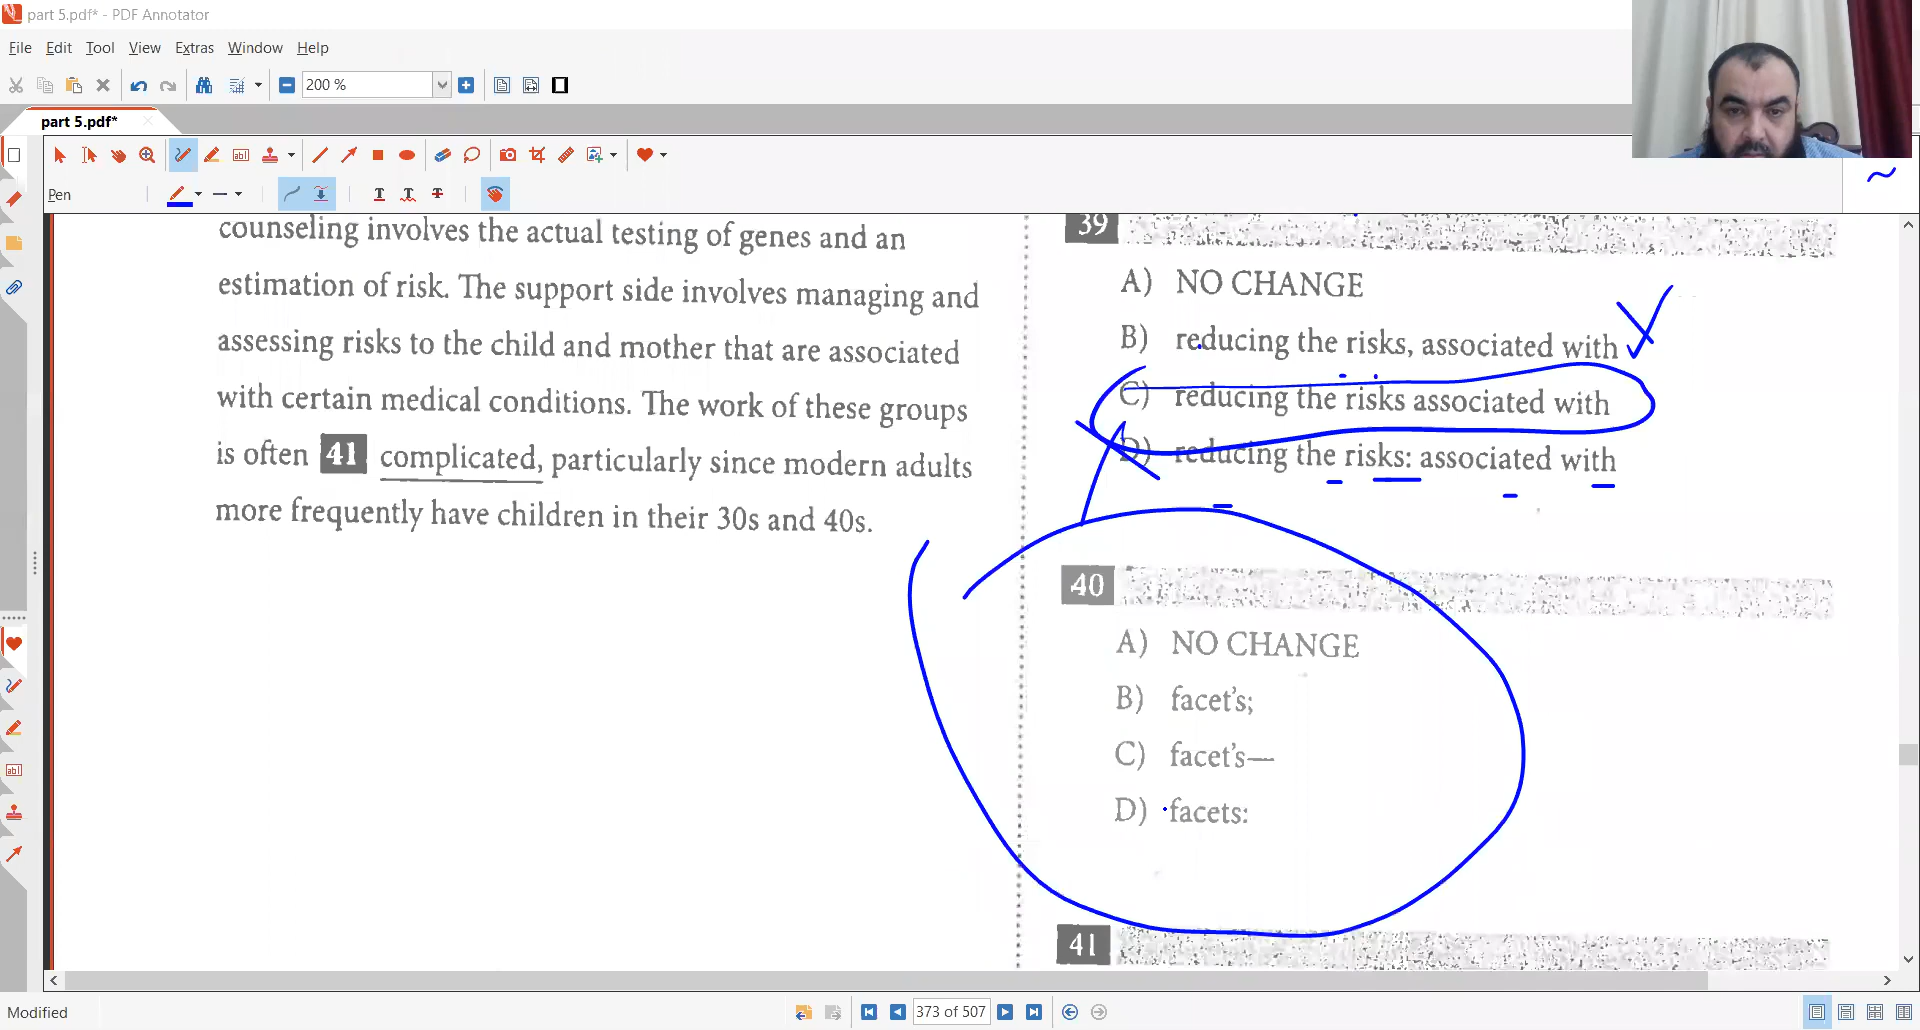 part 5.pdf* - PDF Annotator
File Edit Tool View Extras Window Help
200 %
part 5.pdf*
Pen
counseling involves the actual testing of genes and an
estimation of risk. The support side involves managing and
assessing risks to the child and mother that are associated
with certain medical conditions. The work of these groups
is often 41 complicated, particularly since modern adults
more frequently have children in their 30s and 40s.
39
A) NO CHANGE
B) reducing the risks, associated with
C) reducing the risks associated with
D) reducing the risks: associated with
40
A) NO CHANGE
B) facet's;
C) facet's—
D) facets:
41
Modified
373 of 507